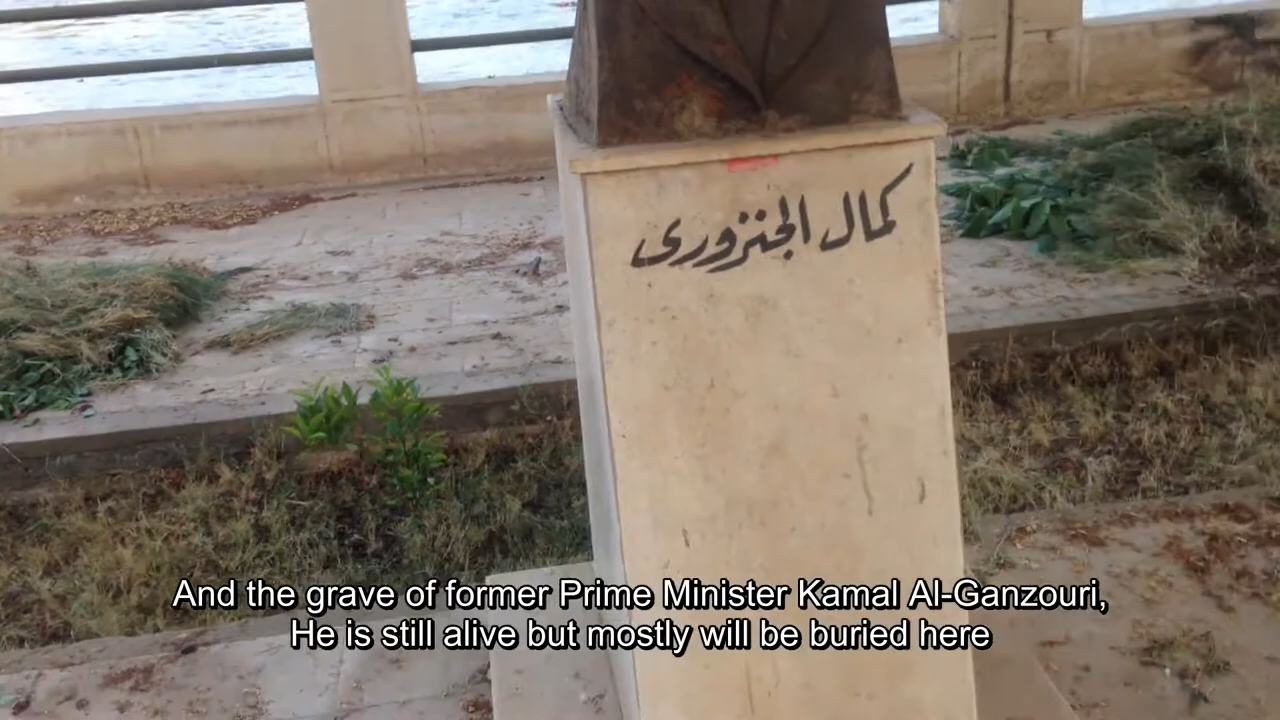 كمال الجنزورى
And the grave of former Prime Minister Kamal Al-Ganzouri,
He is still alive but mostly will be buried here